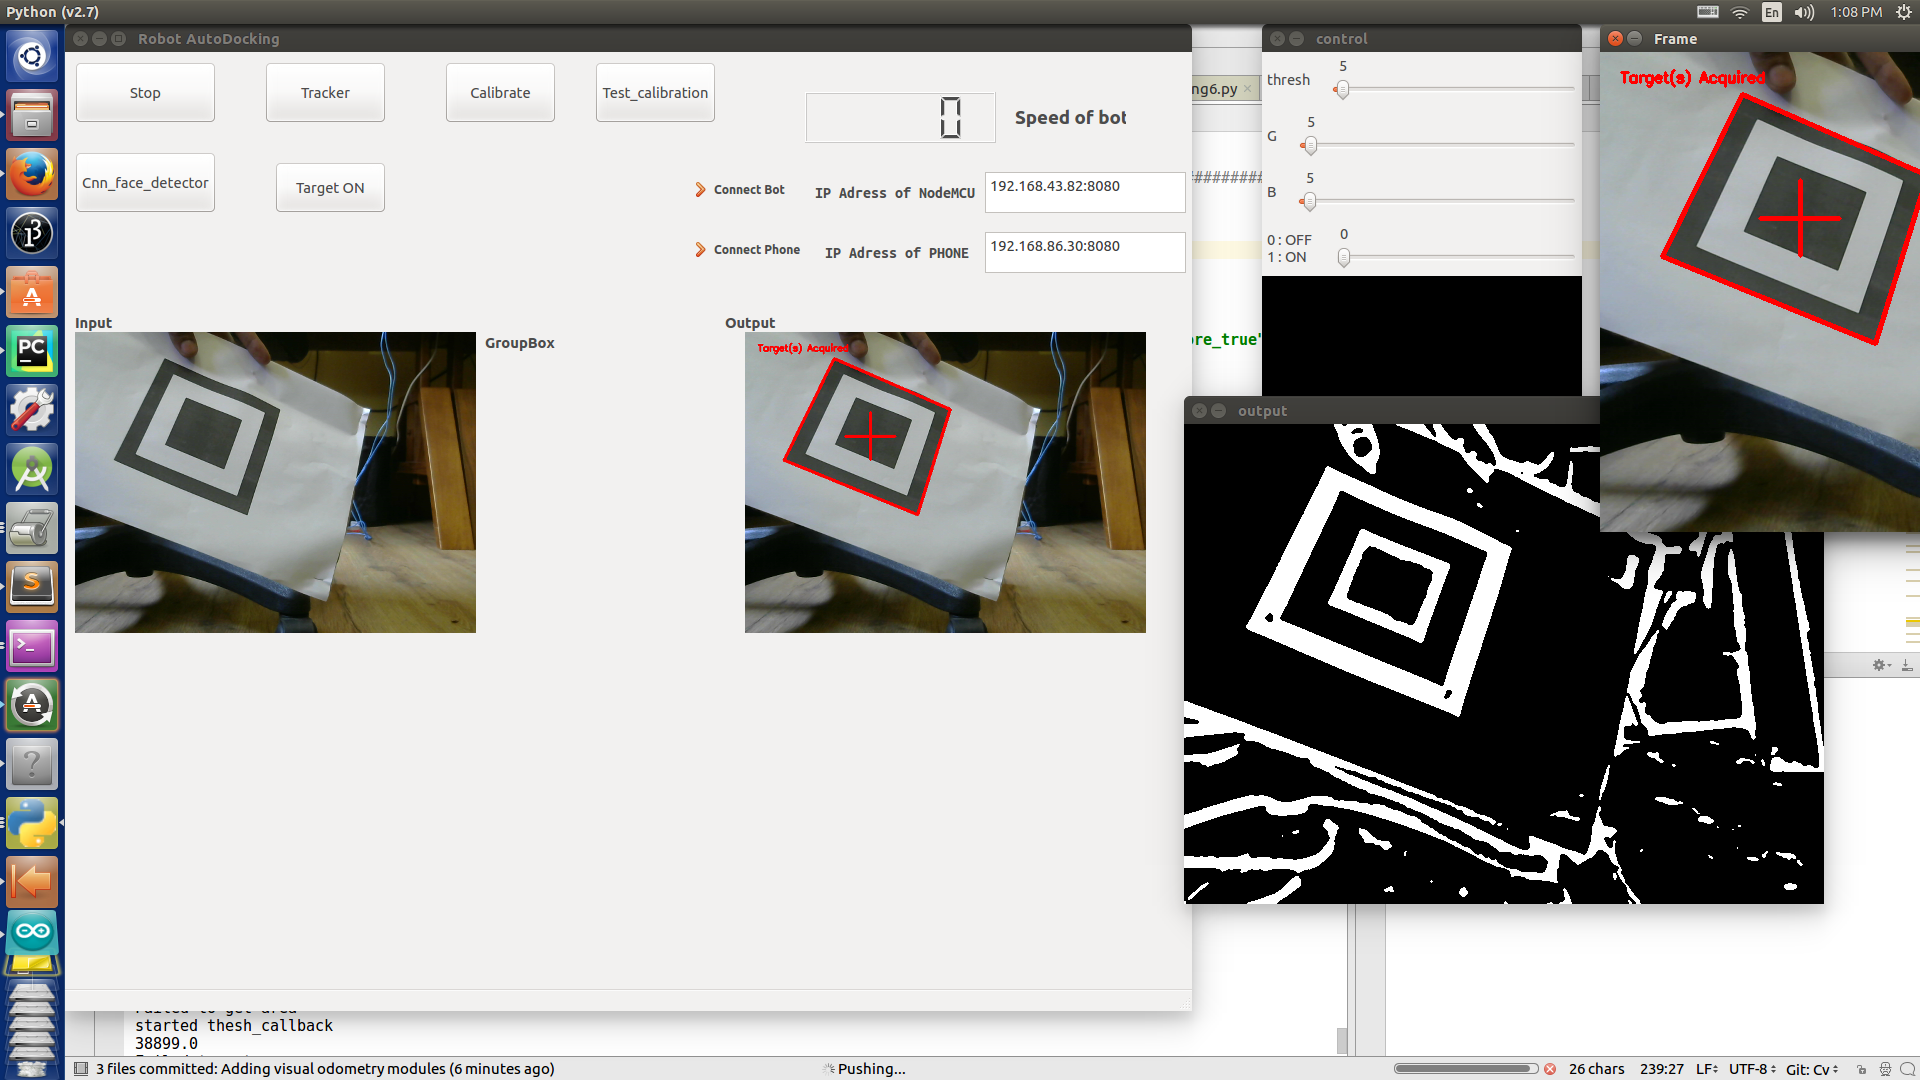 Python (v2.7)
En
1:08 PM
Robot AutoDocking
Stop
Tracker
Calibrate
Test_calibration
0
Speed of bot
Cnn_face_detector
Target ON
Connect Bot
IP Adress of NodeMCU
192.168.43.82:8080
Connect Phone
IP Adress of PHONE
192.168.86.30:8080
Input
GroupBox
Output
Target(s) Acquired
control
thresh
5
G
5
B
5
0 : OFF
1 : ON
0
Frame
Target(s) Acquired
ng6.py
##########
ore_true"
output
started thesh_callback
38899.0
3 files committed: Adding visual odometry modules (6 minutes ago)
Pushing...
26 chars
239:27
LF
UTF-8
Git: Cv